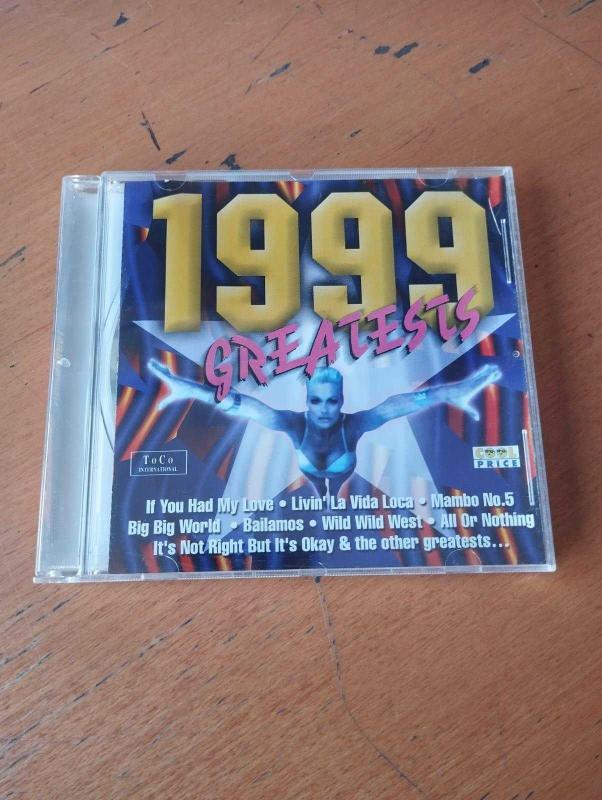 1999
GREATESTS
ToCo
INTERNATIONAL
COOL
PRICE
If You Had My Love • Livin' La Vida Loca • Mambo No.5
Big Big World • Bailamos • Wild Wild West • All Or Nothing
It's Not Right But it's Okay & the other greatests...